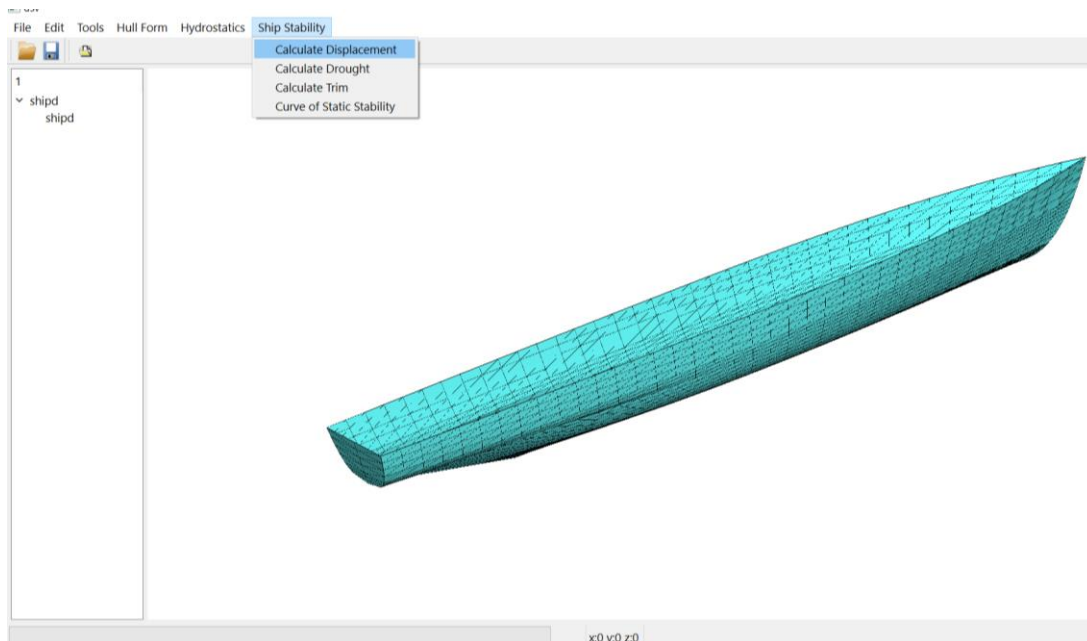 File Edit Tools Hull Form Hydrostatics Ship Stability
Calculate Displacement
Calculate Drought
Calculate Trim
Curve of Static Stability
1
shipd
shipd
x:0 y:0 z:0